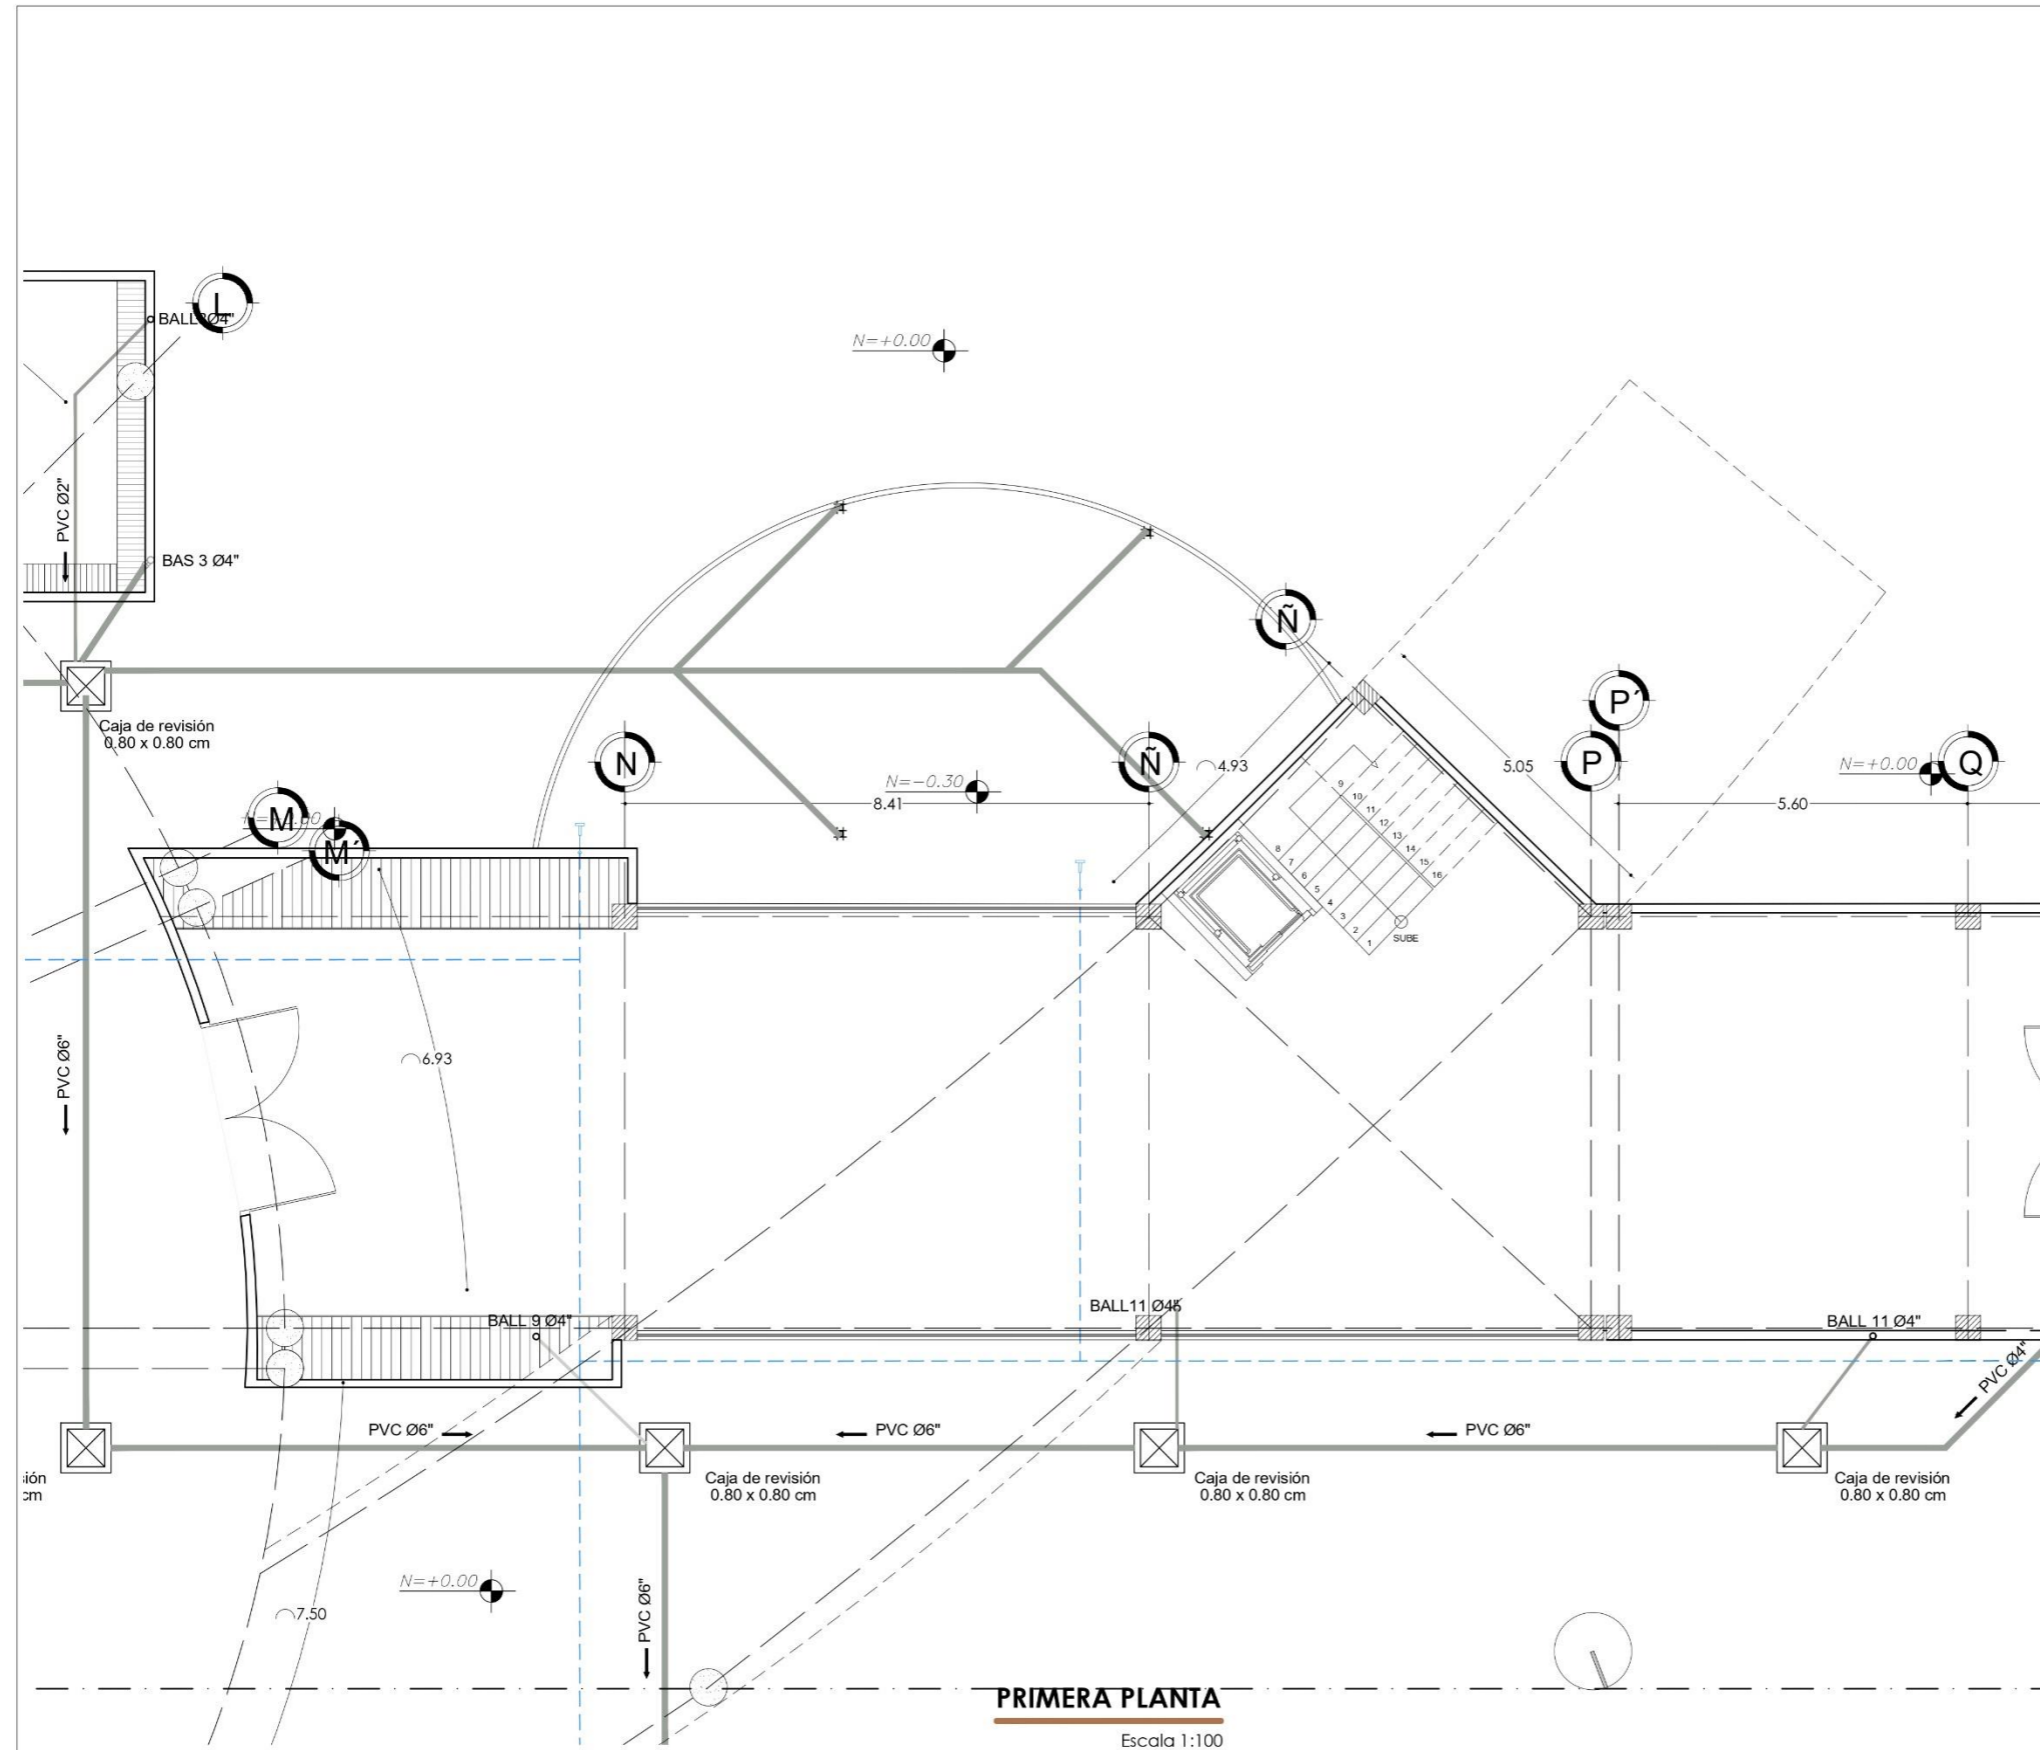 L
BALL 8Ø4"
N=+0.00
PVC Ø2"
BAS 3 Ø4"
Ñ
Caja de revisión
0.80 x 0.80 cm
P´
N
N=-0.30
8.41
Ñ
4.93
5.05
P
N=+0.00
Q
5.60
M
M´
9
10
11
12
13
14
15
16
8
7
6
5
4
3
2
1
SUBE
PVC Ø6"
6.93
BALL 9 Ø4"
BALL11 Ø4"
BALL 11 Ø4"
PVC Ø4"
PVC Ø6"
PVC Ø6"
PVC Ø6"
ión
cm
Caja de revisión
0.80 x 0.80 cm
Caja de revisión
0.80 x 0.80 cm
Caja de revisión
0.80 x 0.80 cm
N=+0.00
7.50
PVC Ø6"
PRIMERA PLANTA
Escala 1:100